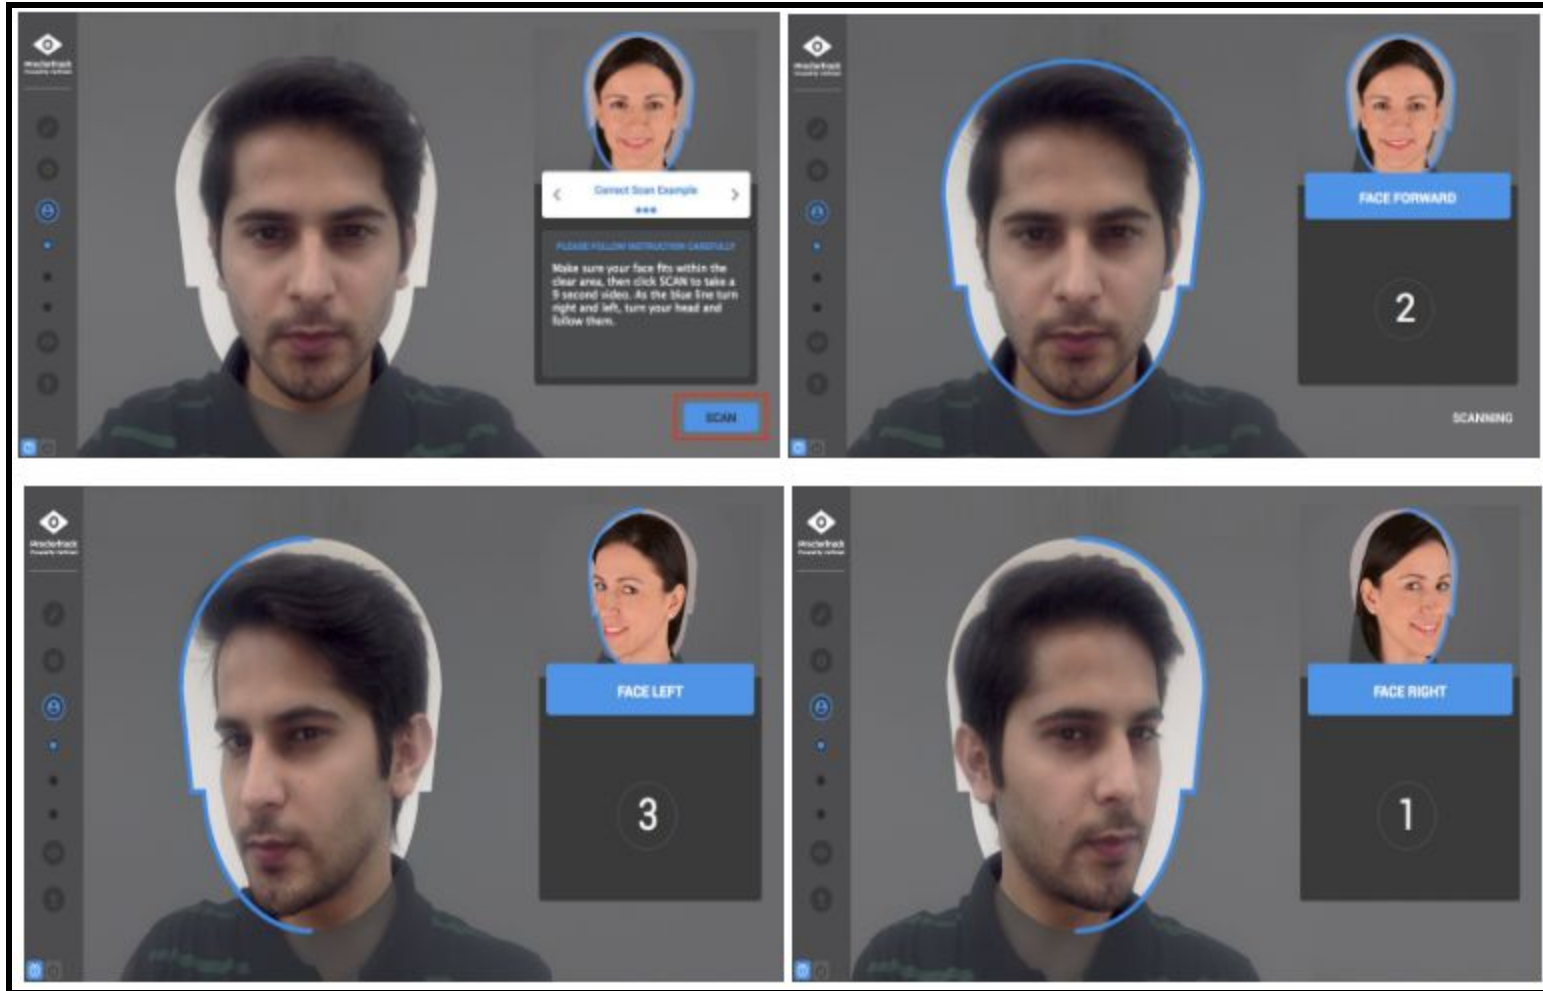 Correct Scan Example
PLEASE FOLLOW INSTRUCTION CAREFULLY
Make sure your face fits within the
clear area, then click SCAN to take a
9 second video. As the blue line turn
right and left, turn your head and
follow them.
SCAN
FACE FORWARD
2
SCANNING
FACE LEFT
3
FACE RIGHT
1